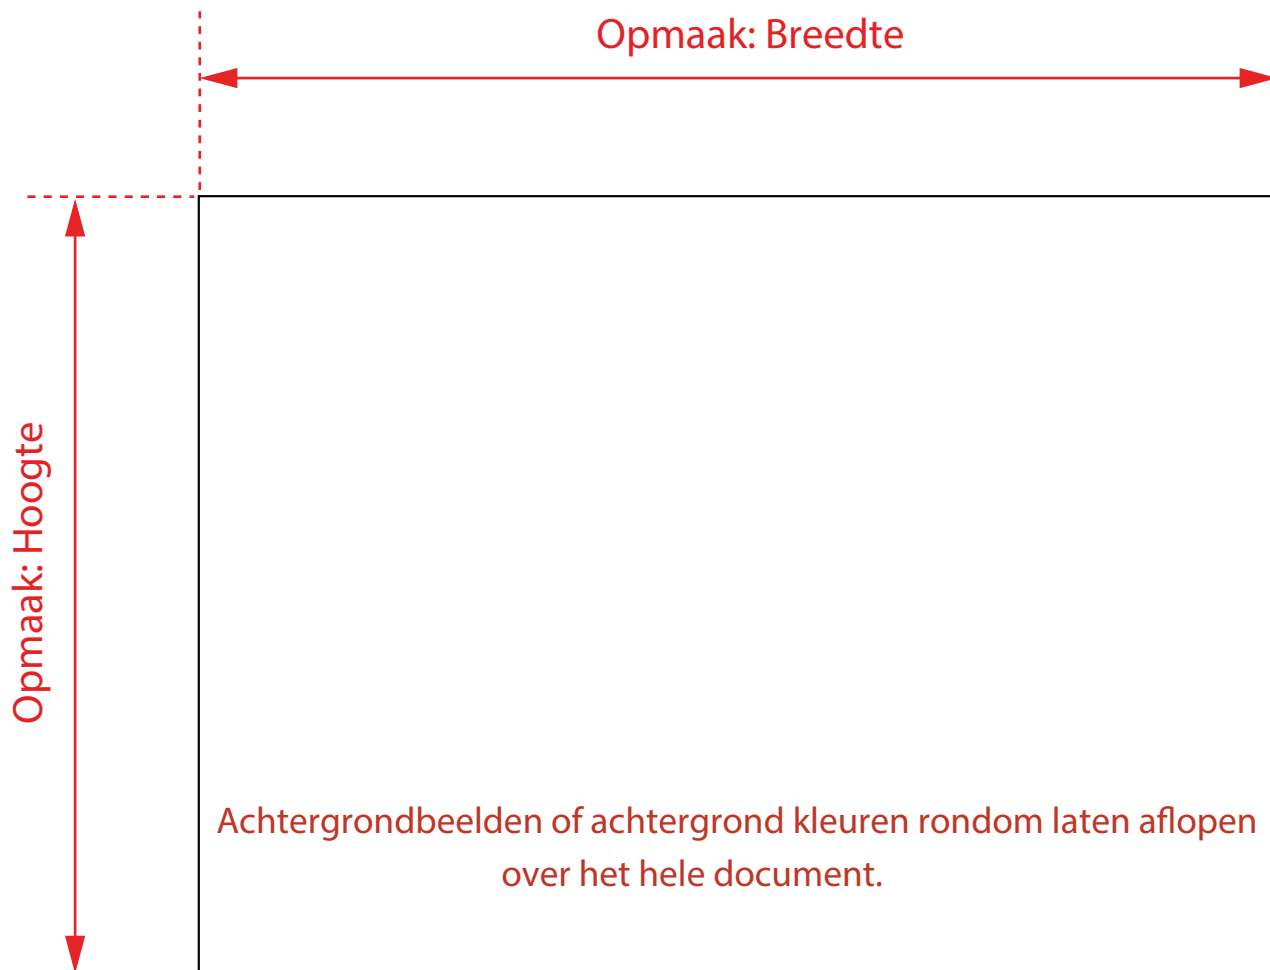 Opmaak: Breedte
Opmaak: Hoogte
Achtergrondbeelden of achtergrond kleuren rondom laten aflopen
over het hele document.